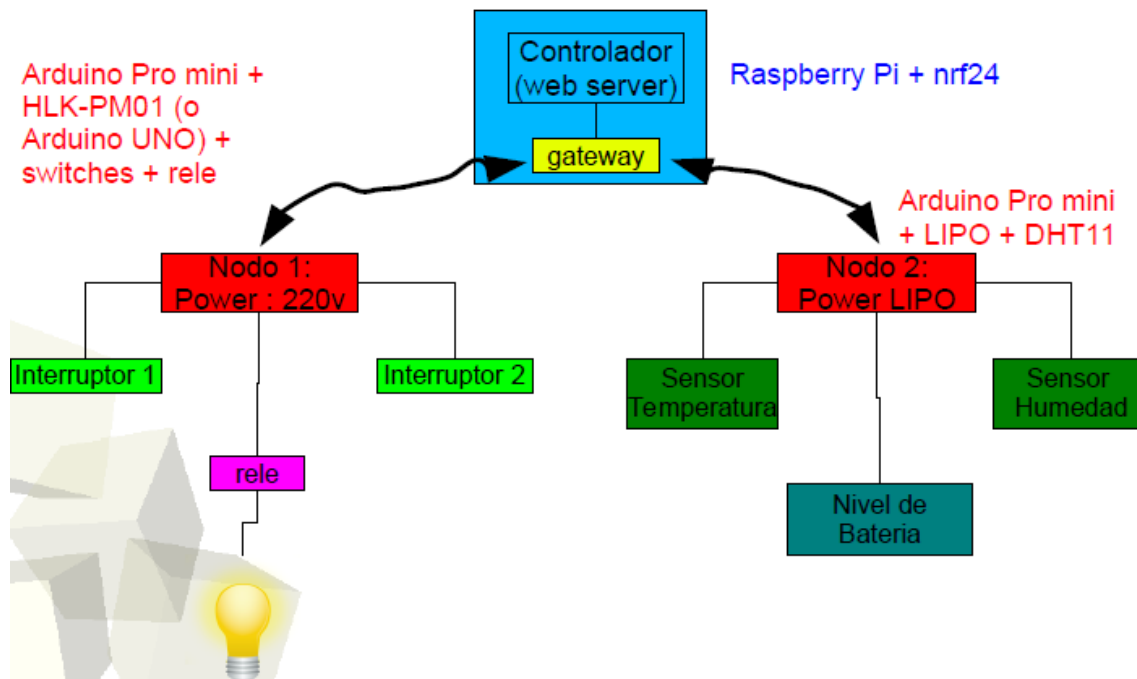 Controlador
(web server)
gateway
Arduino Pro mini +
HLK-PM01 (o
Arduino UNO) +
switches + rele
Raspberry Pi + nrf24
Arduino Pro mini
+ LIPO + DHT11
Nodo 1:
Power : 220v
Nodo 2:
Power LIPO
Interruptor 1
Interruptor 2
Sensor
Temperatura
Sensor
Humedad
rele
Nivel de
Bateria